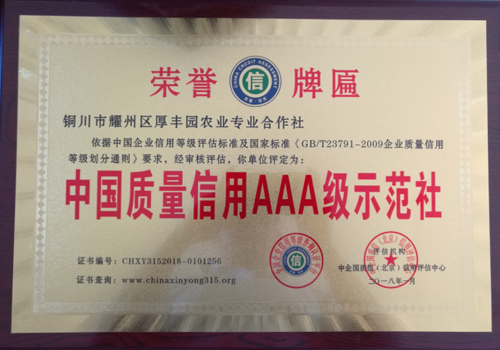 荣誉 信 牌匾
CHINA CREDIT ASSESSMENT
铜川市耀州区厚丰园农业专业合作社
依据中国企业信用等级评估标准及国家标准《GB/T23791-2009企业质量信用
等级划分通则》要求，经审核评估，你单位评定为：
中国质量信用AAA级示范社
证书编号：CHXY3152018-0101256
证书查询：www.chinaxinyong315.org
信
评估机构
中企国质信（北京）信用评估中心
二〇一八年一月